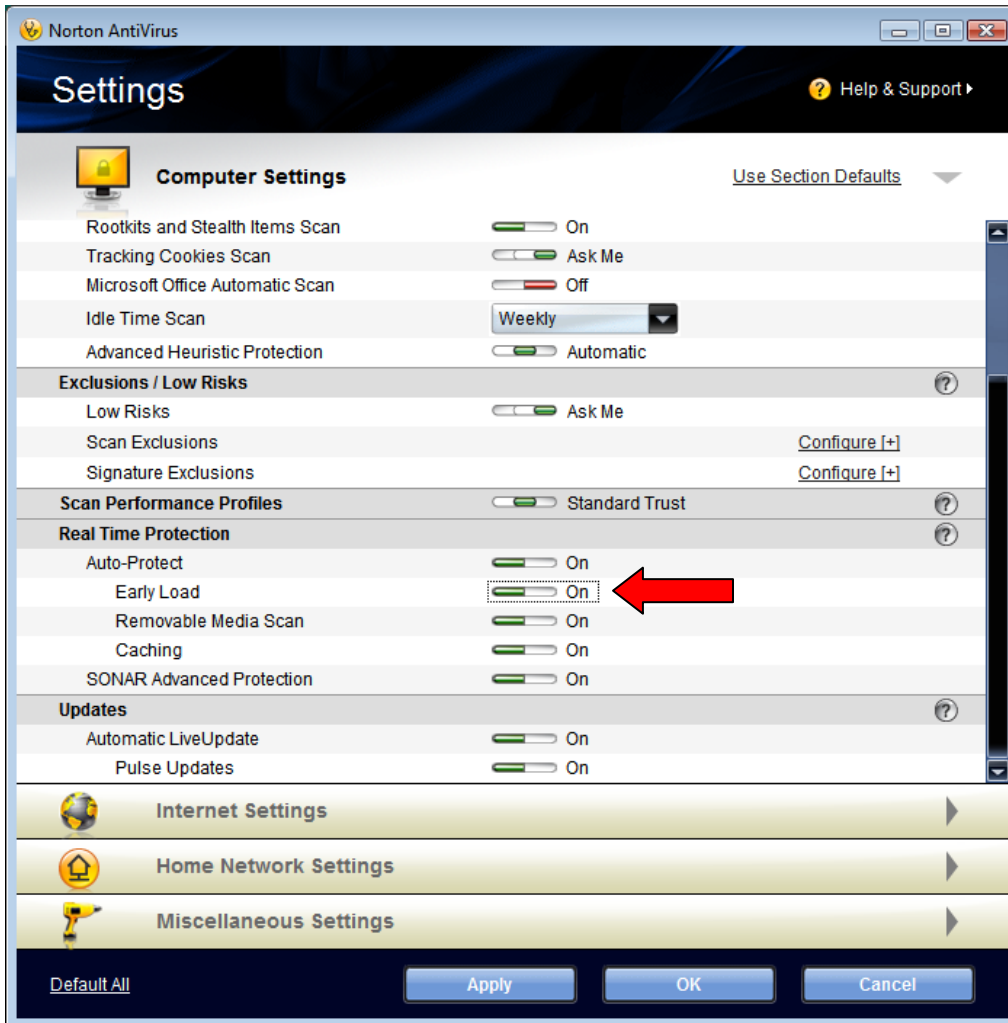 Norton AntiVirus
Settings
Help & Support
Computer Settings
Use Section Defaults
Rootkits and Stealth Items Scan On
Tracking Cookies Scan Ask Me
Microsoft Office Automatic Scan Off
Idle Time Scan Weekly
Advanced Heuristic Protection Automatic
Exclusions / Low Risks ?
Low Risks Ask Me
Scan Exclusions Configure [+]
Signature Exclusions Configure [+]
Scan Performance Profiles Standard Trust ?
Real Time Protection ?
Auto-Protect On
Early Load On
Removable Media Scan On
Caching On
SONAR Advanced Protection On
Updates ?
Automatic LiveUpdate On
Pulse Updates On
Internet Settings
Home Network Settings
Miscellaneous Settings
Default All Apply OK Cancel